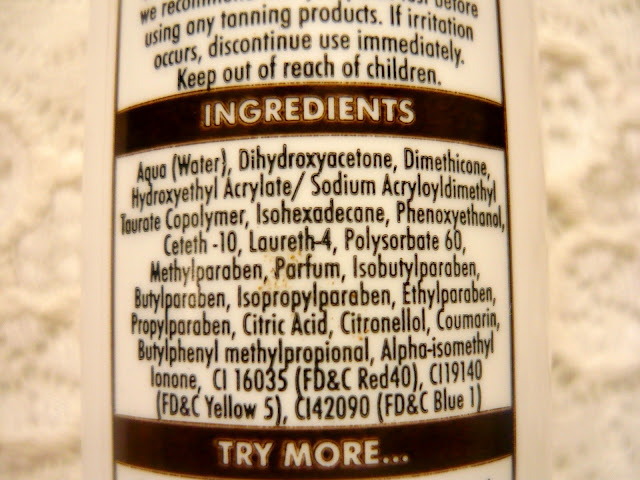 we recommend
before
using any tanning products. If irritation
occurs, discontinue use immediately.
Keep out of reach of children.
INGREDIENTS
Aqua (Water), Dihydroxyacetone, Dimethicone,
Hydroxyethyl Acrylate/ Sodium Acryloyldimethyl
Taurate Copolymer, Isohexadecane, Phenoxyethanol,
Ceteth -10, Laureth-4, Polysorbate 60,
Methylparaben, Parfum, Isobutylparaben,
Butylparaben, Isopropylparaben, Ethylparaben,
Propylparaben, Citric Acid, Citronellol, Coumarin,
Butylphenyl methylpropional, Alpha-isomethyl
Ionone, CI 16035 (FD&C Red40), CI19140
(FD&C Yellow 5), CI42090 (FD&C Blue 1)
TRY MORE...